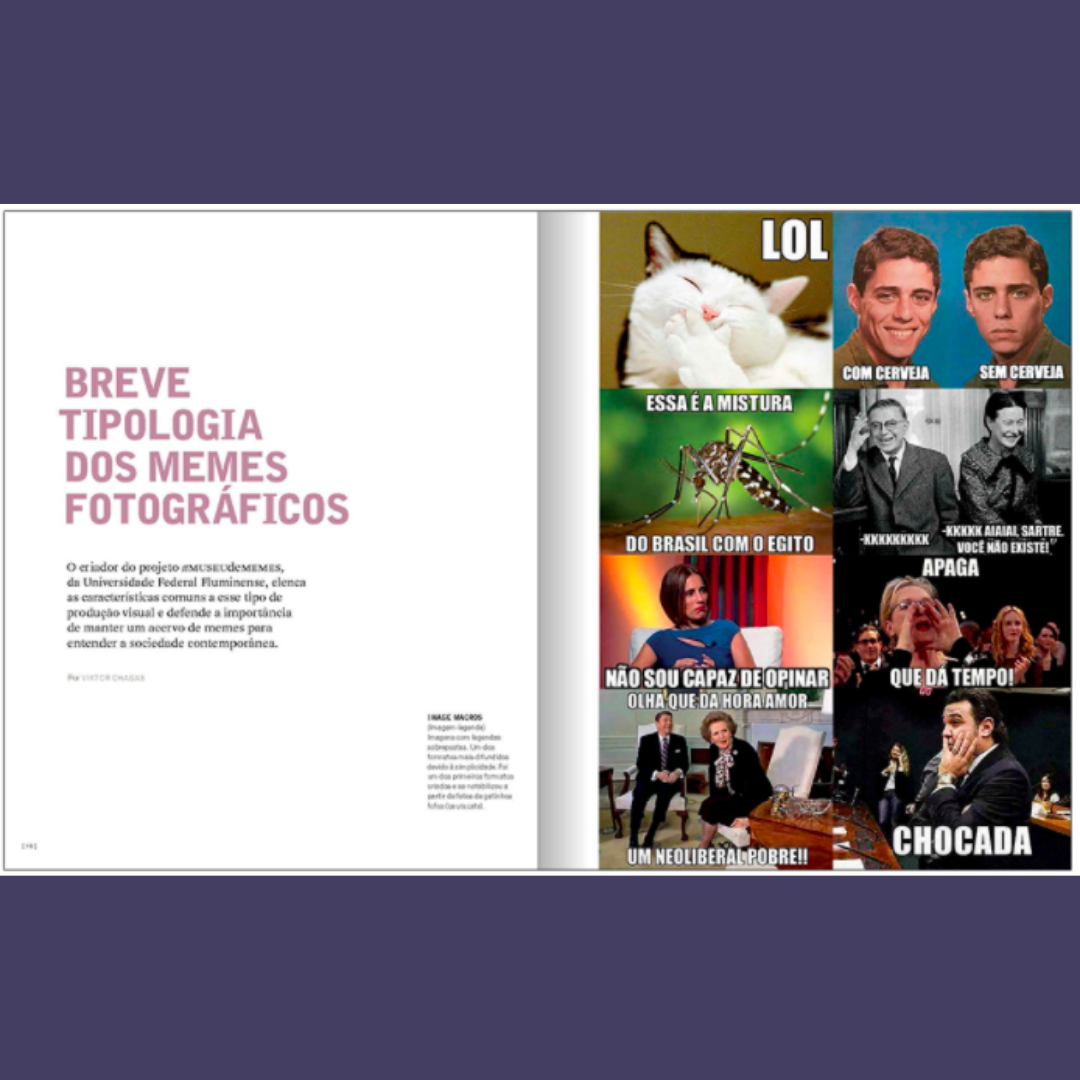 BREVE
TIPOLOGIA
DOS MEMES
FOTOGRÁFICOS
O criador do projeto #MUSEUdeMEMES,
da Universidade Federal Fluminense, elenca
as características comuns a esse tipo de
produção visual e defende a importância
de manter um acervo de memes para
entender a sociedade contemporânea.
Por VIKTOR CHAGAS
IMAGE MACROS
(Imagem-legenda)
Imagens com legendas
sobrepostas. Um dos
formatos mais difundidos
devido à simplicidade. Foi
um dos primeiros formatos
criados e se notabilizou a
partir de fotos de gatinhos
fofos (
LOL
COM CERVEJA
SEM CERVEJA
ESSA É A MISTURA
DO BRASIL COM O EGITO
-KKKKKKKKK
-KKKKK AIAIAI, SARTRE,
VOCÊ NÃO EXISTE!"
NÃO SOU CAPAZ DE OPINAR
APAGA
QUE DÁ TEMPO!
OLHA QUE DA HORA AMOR
UM NEOLIBERAL POBRE!!
CHOCADA